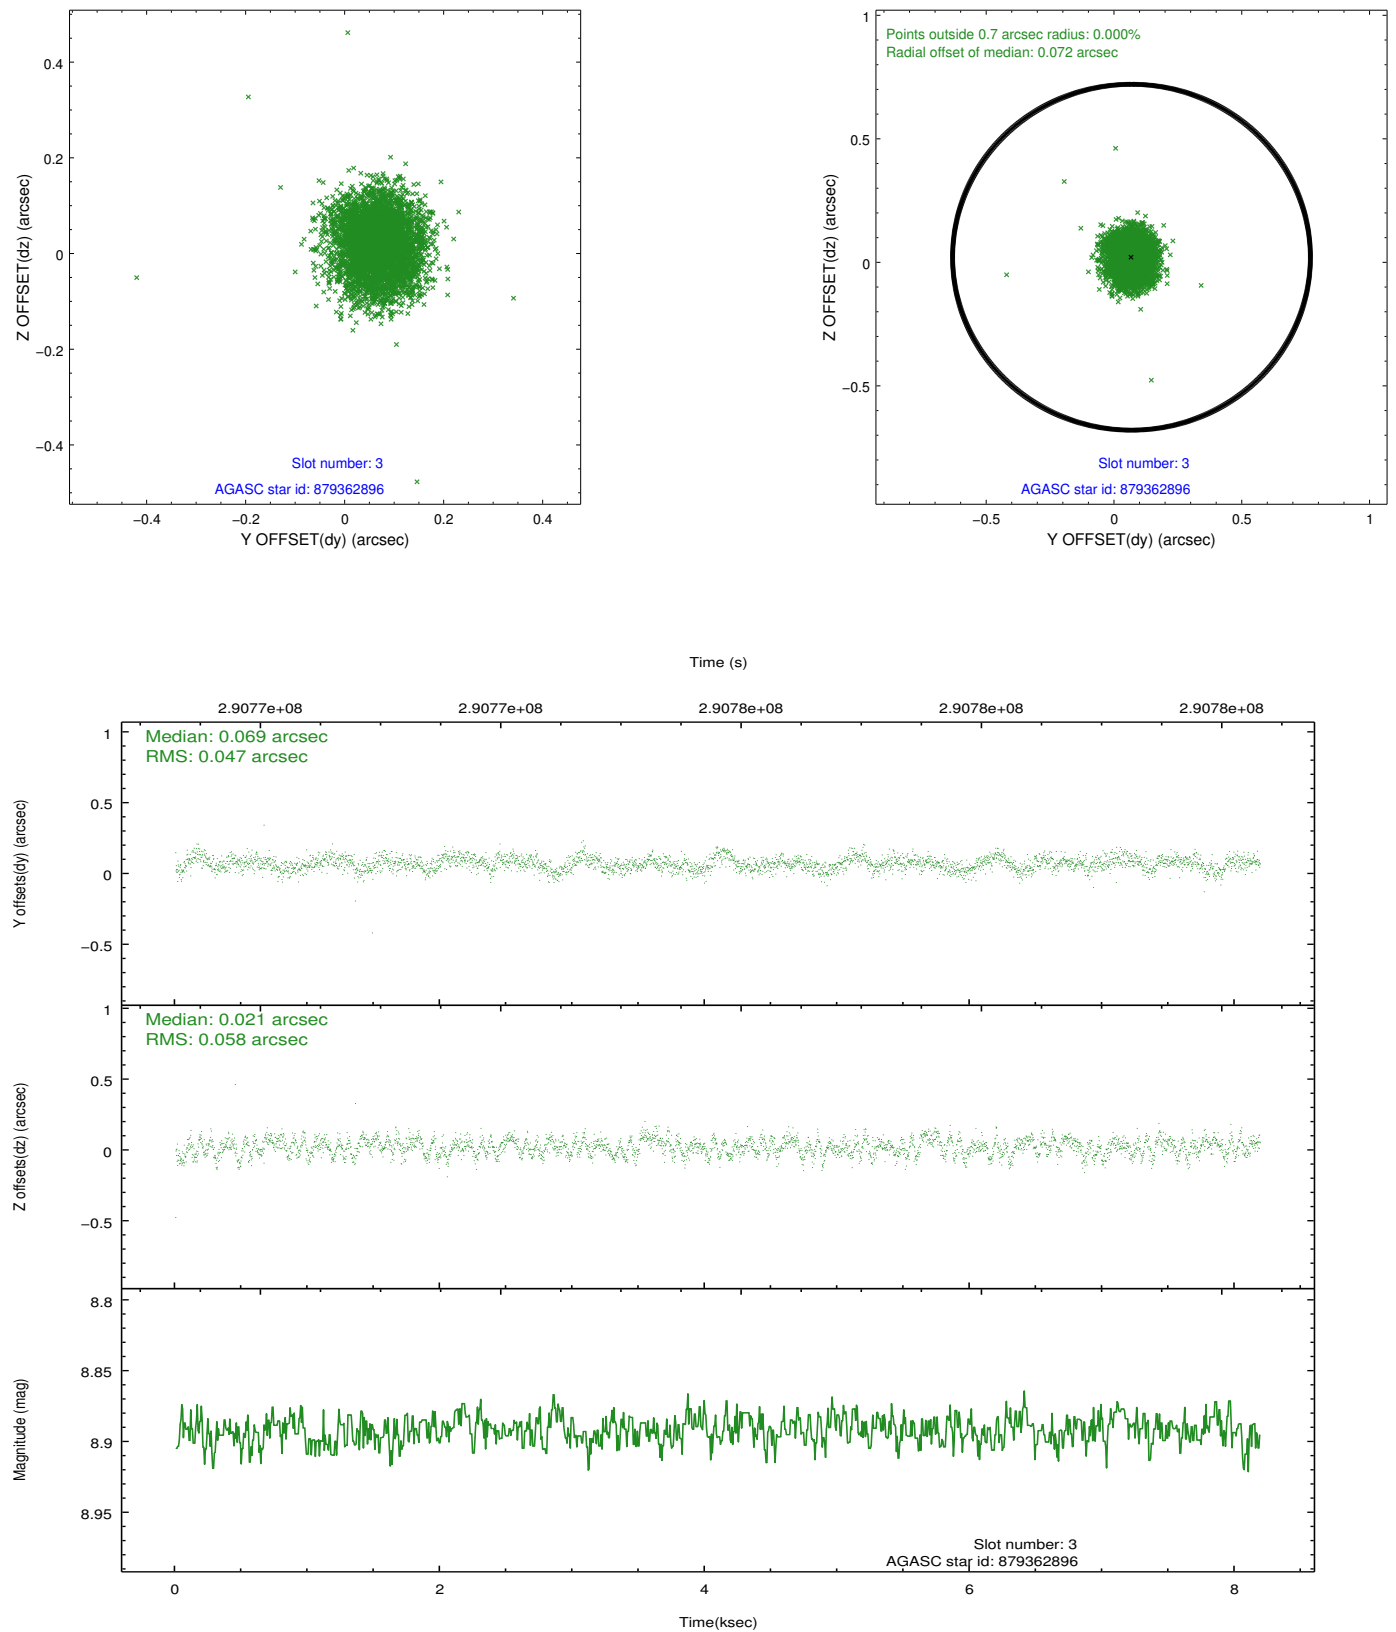 0.4
0.2
0
−0.2
−0.4
Z OFFSET(dz) (arcsec)
Slot number: 3
AGASC star id: 879362896
−0.4 −0.2 0 0.2 0.4
Y OFFSET(dy) (arcsec)
Points outside 0.7 arcsec radius: 0.000%
Radial offset of median: 0.072 arcsec
1
0.5
0
−0.5
Z OFFSET(dz) (arcsec)
Slot number: 3
AGASC star id: 879362896
−0.5 0 0.5 1
Y OFFSET(dy) (arcsec)
Time (s)
2.9077e+08 2.9077e+08 2.9078e+08 2.9078e+08 2.9078e+08
Median: 0.069 arcsec
RMS: 0.047 arcsec
1
0.5
0
−0.5
Y offsets(dy) (arcsec)
Median: 0.021 arcsec
RMS: 0.058 arcsec
1
0.5
0
−0.5
Z offsets(dz) (arcsec)
8.8
8.85
8.9
8.95
Magnitude (mag)
Slot number: 3
AGASC star id: 879362896
0 2 4 6 8
Time(ksec)